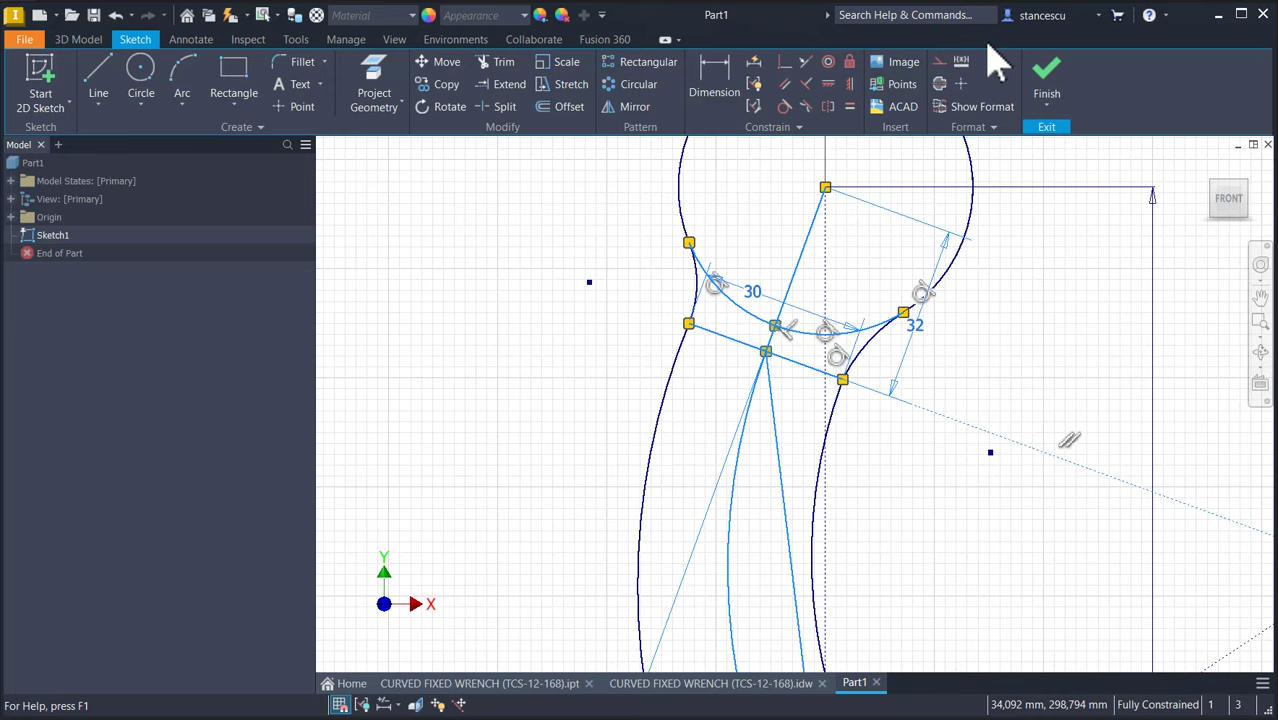 Material
Appearance
Part1
Search Help & Commands...
stancescu
File
3D Model
Sketch
Annotate
Inspect
Tools
Manage
View
Environments
Collaborate
Fusion 360
Start
2D Sketch
Line
Circle
Arc
Rectangle
Fillet
Text
Point
Project
Geometry
Move
Trim
Scale
Copy
Extend
Stretch
Rotate
Split
Offset
Rectangular
Circular
Mirror
Dimension
Image
Points
ACAD
Show Format
Finish
Sketch
Create
Modify
Pattern
Constrain
Insert
Format
Exit
Model
Part1
Model States: [Primary]
View: [Primary]
Origin
Sketch1
End of Part
FRONT
30
32
Y
X
Home
CURVED FIXED WRENCH (TCS-12-168).ipt
CURVED FIXED WRENCH (TCS-12-168).idw
Part1
For Help, press F1
34,092 mm, 298,794 mm
Fully Constrained
1
3